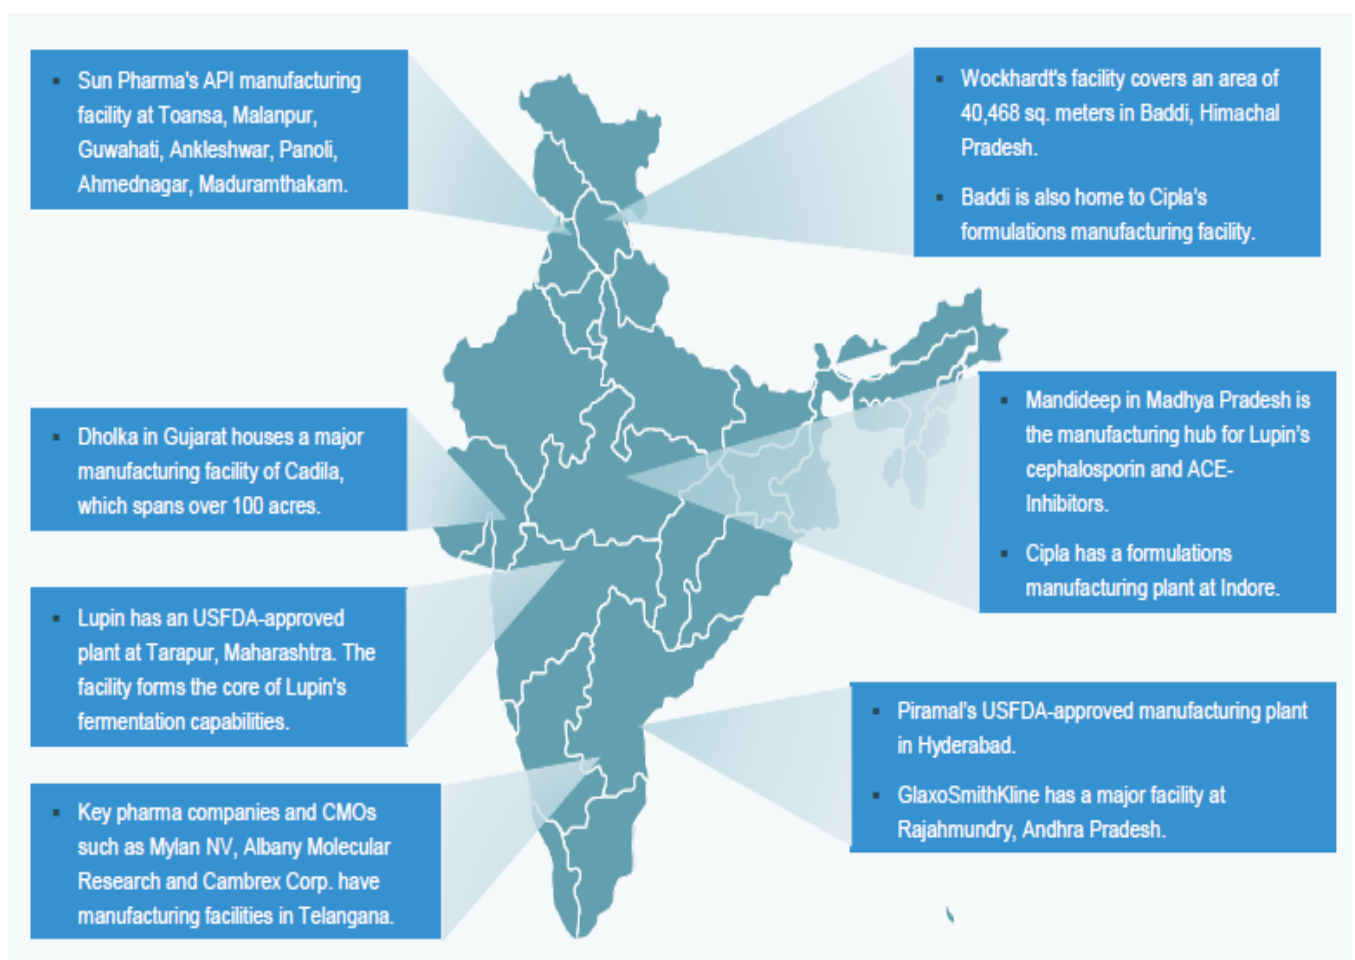 Sun Pharma's API manufacturing
facility at Toansa, Malanpur,
Guwahati, Ankleshwar, Panoli,
Ahmednagar, Maduramthakam.
Wockhardt's facility covers an area of
40,468 sq. meters in Baddi, Himachal
Pradesh.
Baddi is also home to Cipla's
formulations manufacturing facility.
Dholka in Gujarat houses a major
manufacturing facility of Cadila,
which spans over 100 acres.
Mandideep in Madhya Pradesh is
the manufacturing hub for Lupin's
cephalosporin and ACE-
Inhibitors.
Cipla has a formulations
manufacturing plant at Indore.
Lupin has an USFDA-approved
plant at Tarapur, Maharashtra. The
facility forms the core of Lupin's
fermentation capabilities.
Piramal's USFDA-approved manufacturing plant
in Hyderabad.
GlaxoSmithKline has a major facility at
Rajahmundry, Andhra Pradesh.
Key pharma companies and CMOs
such as Mylan NV, Albany Molecular
Research and Cambrex Corp. have
manufacturing facilities in Telangana.